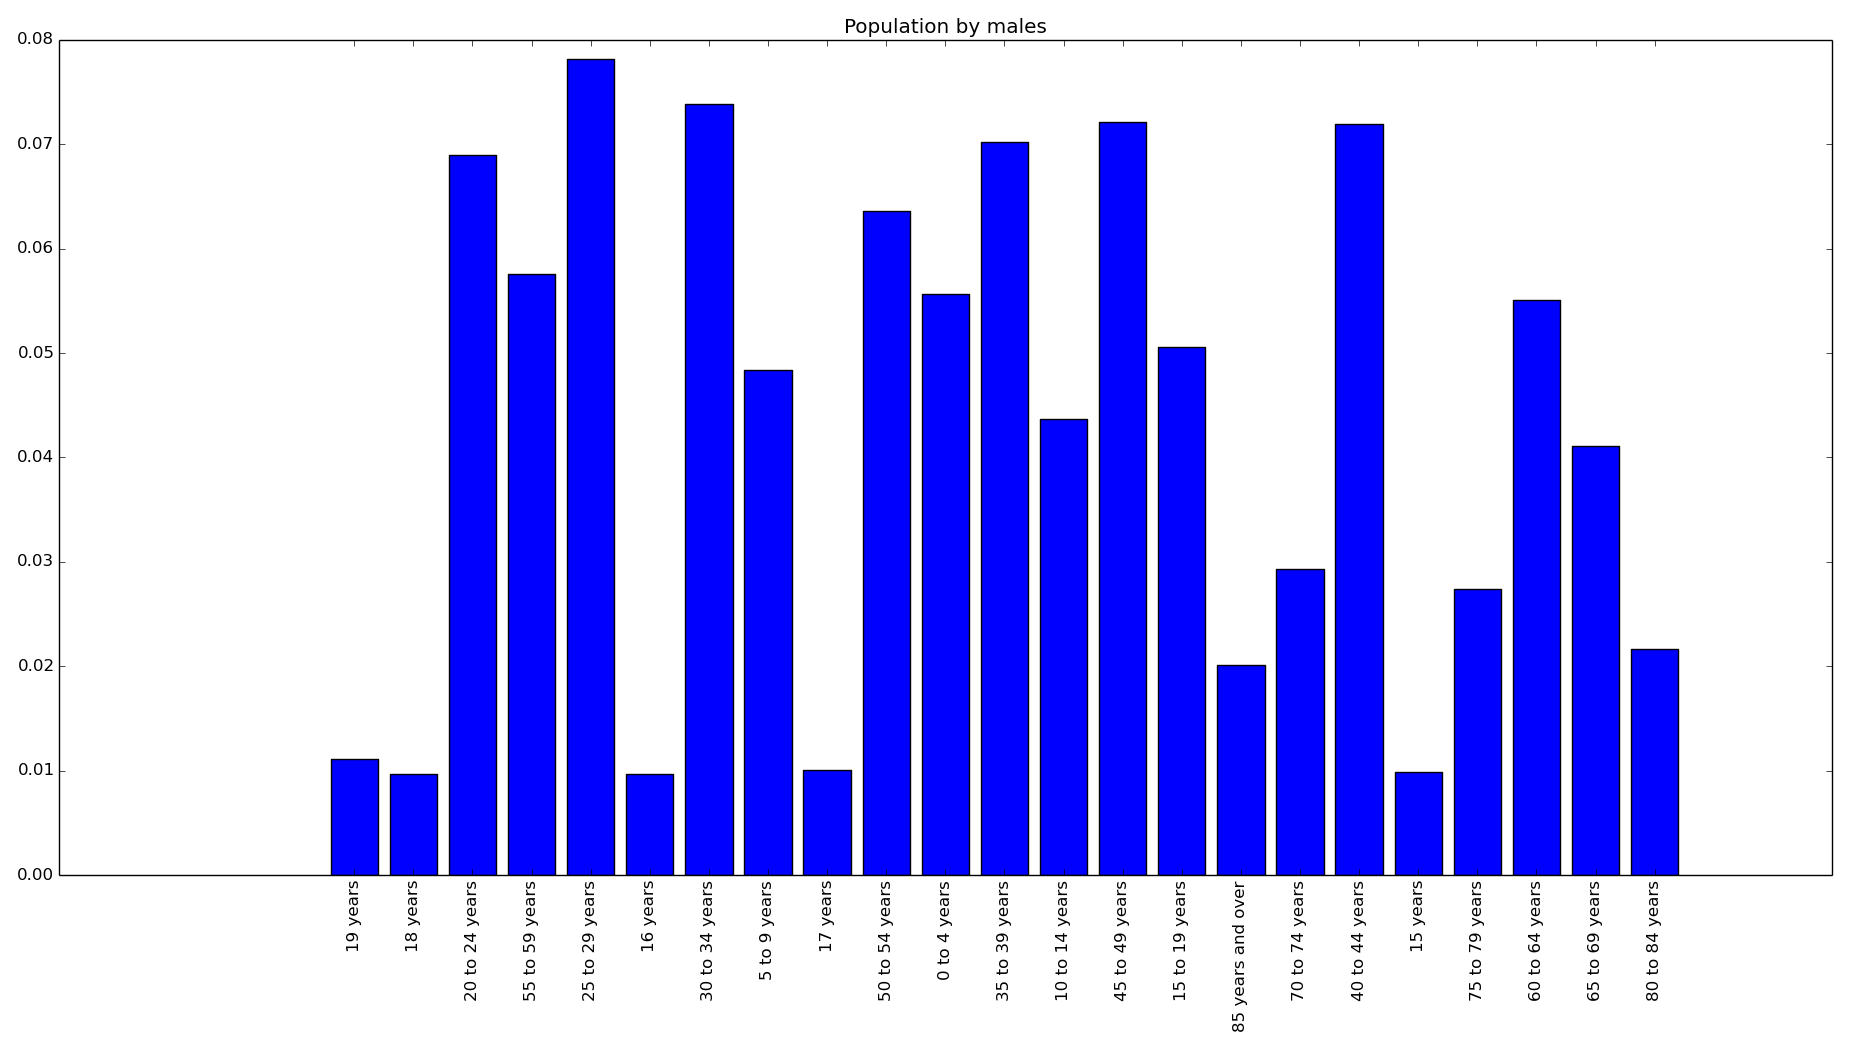 Population by males
0.08
0.07
0.06
0.05
0.04
0.03
0.02
0.01
0.00
19 years
18 years
20 to 24 years
55 to 59 years
25 to 29 years
16 years
30 to 34 years
5 to 9 years
17 years
50 to 54 years
0 to 4 years
35 to 39 years
10 to 14 years
45 to 49 years
15 to 19 years
85 years and over
70 to 74 years
40 to 44 years
15 years
75 to 79 years
60 to 64 years
65 to 69 years
80 to 84 years